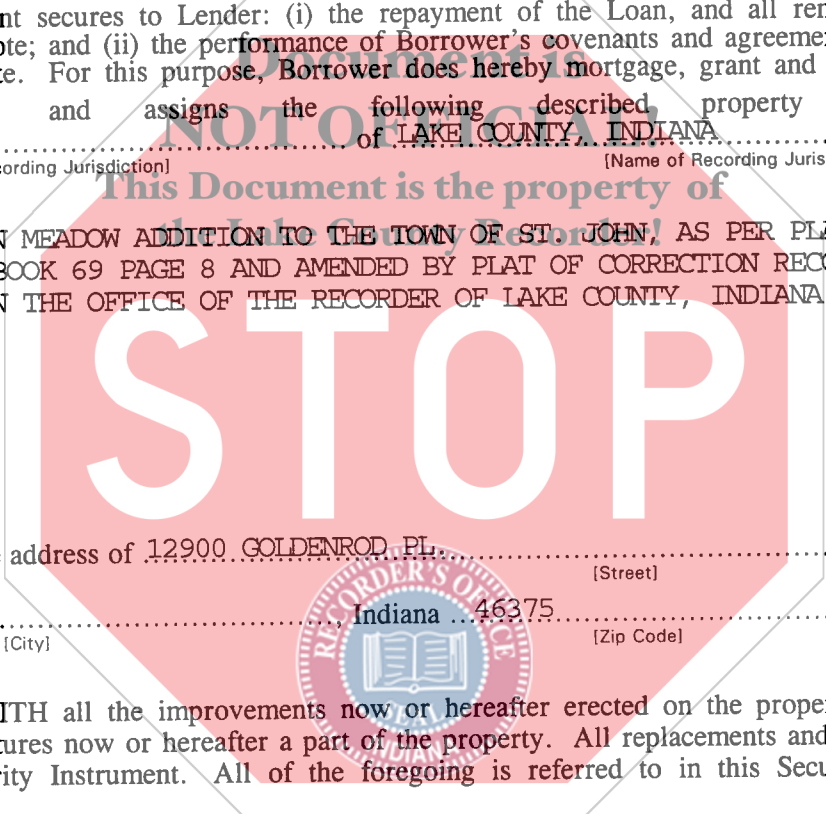 nt secures to Lender: (i) the repayment of the Loan, and all ren
ote; and (ii) the performance of Borrower's covenants and agreeme
te. For this purpose, Borrower does hereby mortgage, grant and
Document is
and assigns the following described property
NOT OFFICIAL!
of LAKE COUNTY, INDIANA
cording Jurisdiction] [Name of Recording Juris
This Document is the property of
the Lake County Recorder!
N MEADOW ADDITION TO THE TOWN OF ST. JOHN, AS PER PLA
BOOK 69 PAGE 8 AND AMENDED BY PLAT OF CORRECTION RECO
N THE OFFICE OF THE RECORDER OF LAKE COUNTY, INDIANA
STOP
address of 12900 GOLDENROD PL.
[Street]
, Indiana 46375
[City] [Zip Code]
RECORDER'S OFFICE
SEAL
INDIANA
ITH all the improvements now or hereafter erected on the proper
tures now or hereafter a part of the property. All replacements and
rity Instrument. All of the foregoing is referred to in this Secu